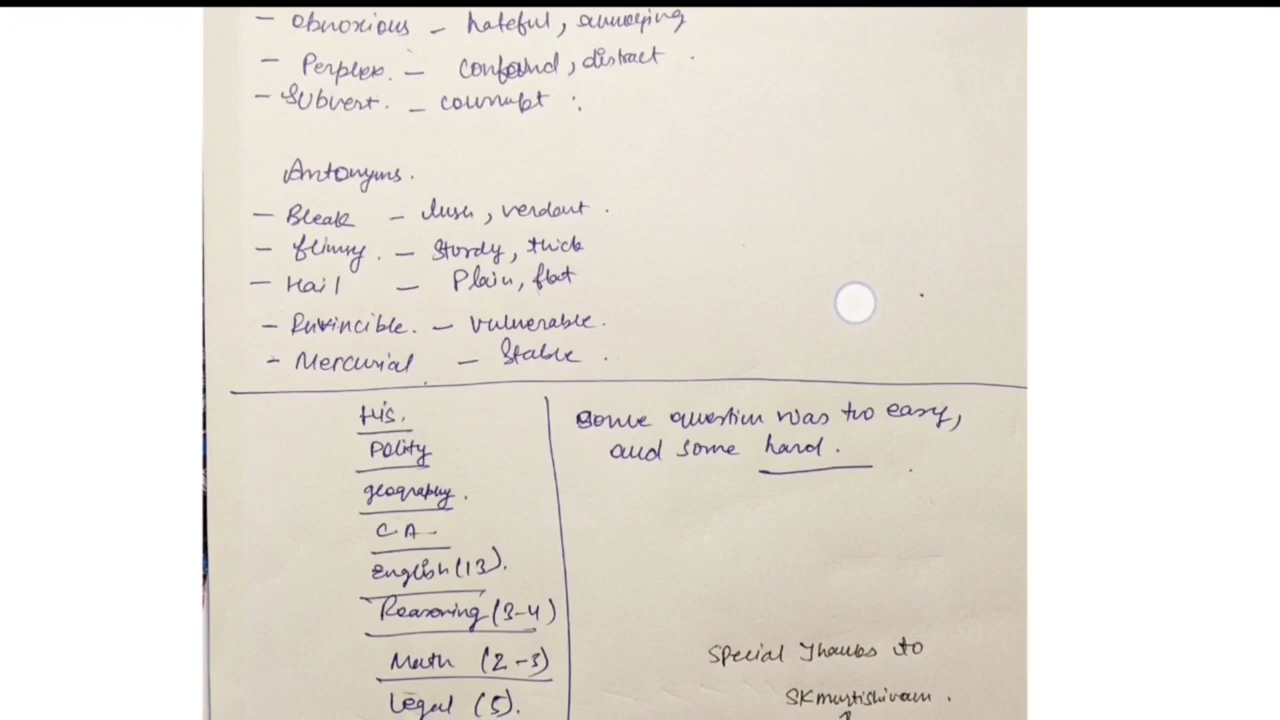 - Obnoxious - hateful, annoying
- Perplex. - confound, distract.
- Subvert. - courrupt :
Antonyms.
- Bleak - lush, verdant.
- flimsy. - Sturdy, thick
- Hail - Plain, flat
- Invincible. - vulnerable.
- Mercurial - Stable.
His.
Polity
geography.
C A -
English (13).
Reasoning (3-4)
Math (2-3)
Legal (5).
some question was too easy,
and some hard.
Special Thanks to
SKmurtishivam.